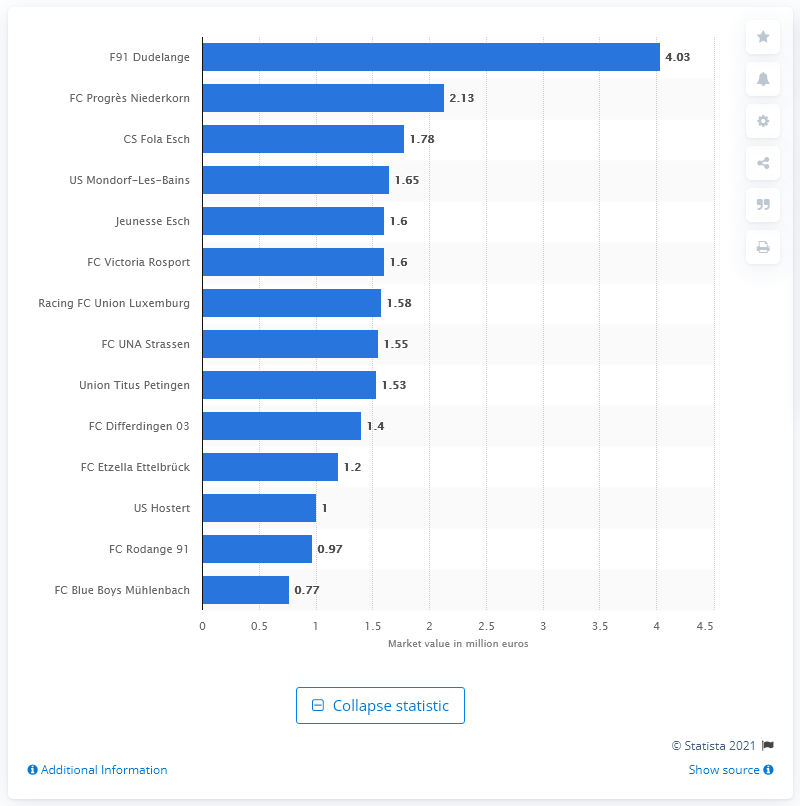 F91 Dudelange 4.03
FC Progrès Niederkorn 2.13
CS Fola Esch 1.78
US Mondorf-Les-Bains 1.65
Jeunesse Esch 1.6
FC Victoria Rosport 1.6
Racing FC Union Luxemburg 1.58
FC UNA Strassen 1.55
Union Titus Petingen 1.53
FC Differdingen 03 1.4
FC Etzella Ettelbrück 1.2
US Hostert 1
FC Rodange 91 0.97
FC Blue Boys Mühlenbach 0.77
0 0.5 1 1.5 2 2.5 3 3.5 4 4.5
Market value in million euros
Collapse statistic
© Statista 2021
Additional Information Show source